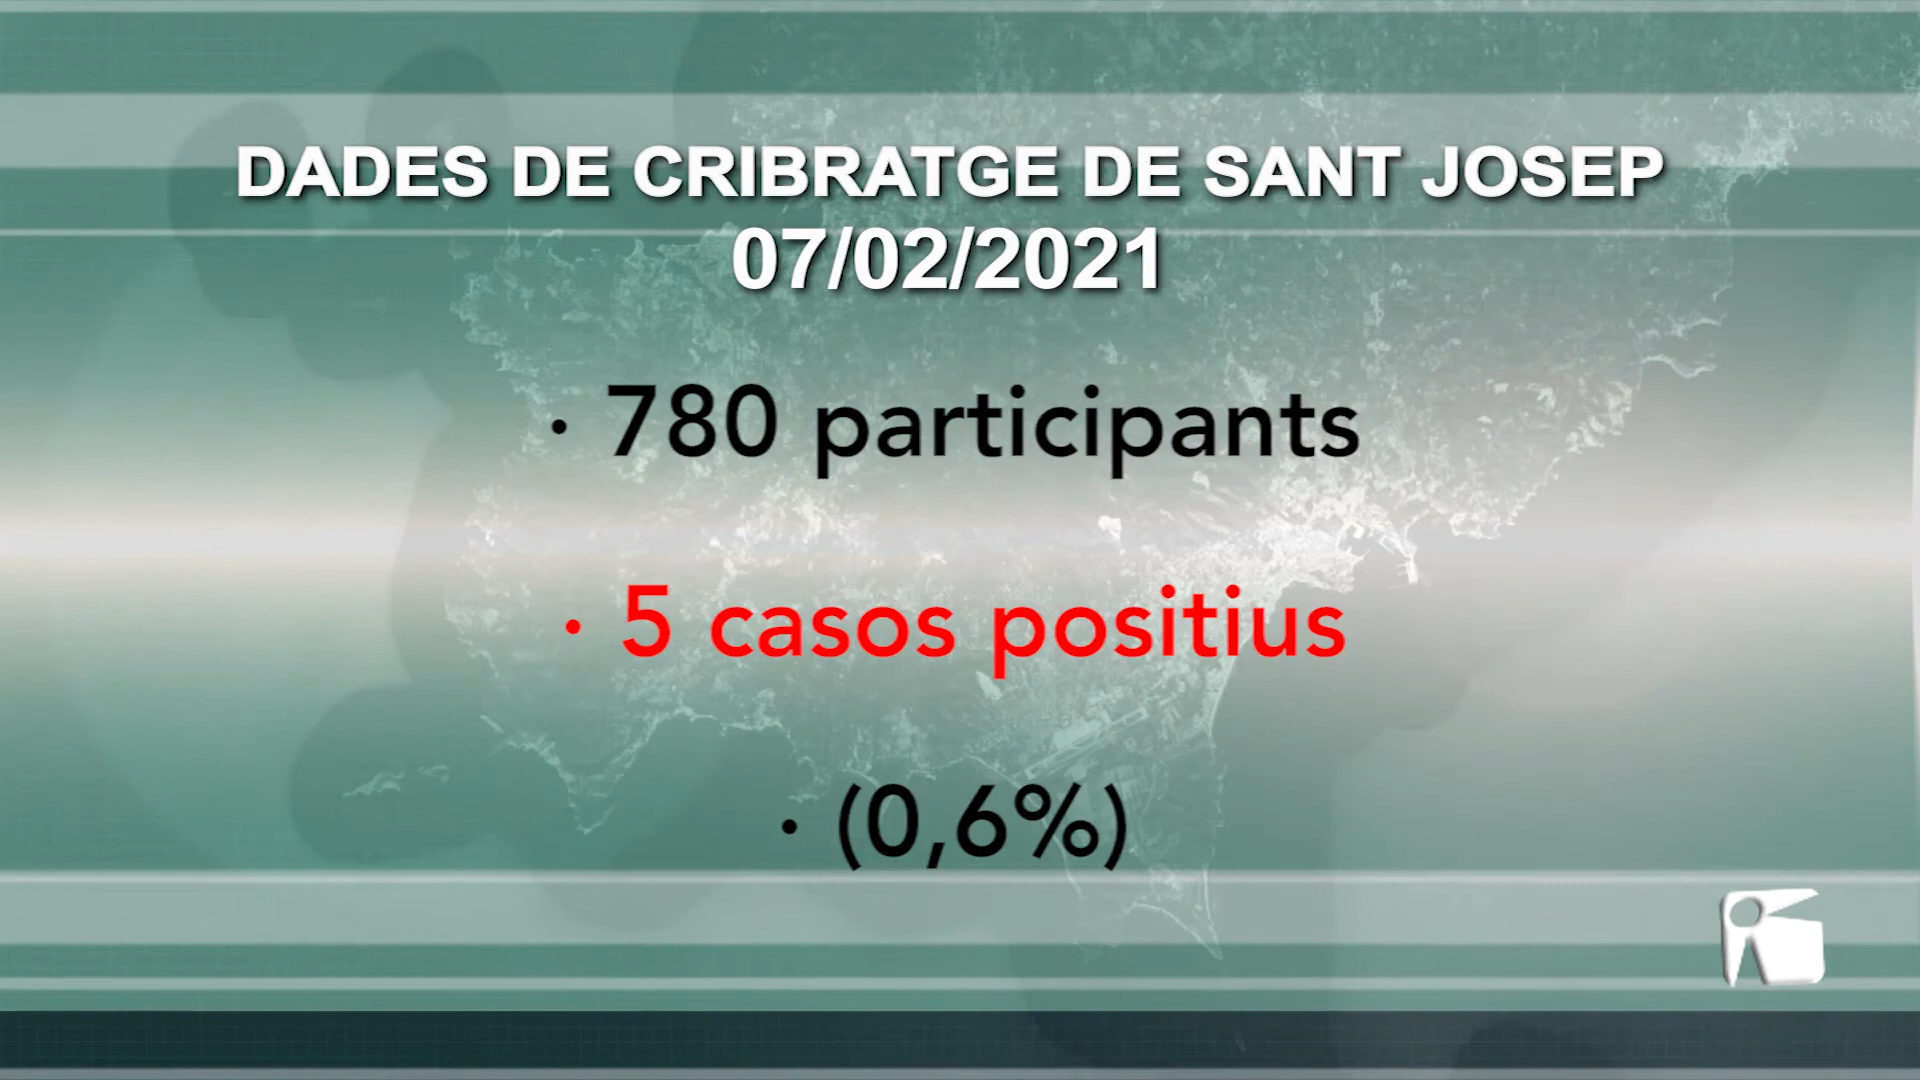 DADES DE CRIBRATGE DE SANT JOSEP
07/02/2021
· 780 participants
· 5 casos positius
· (0,6%)